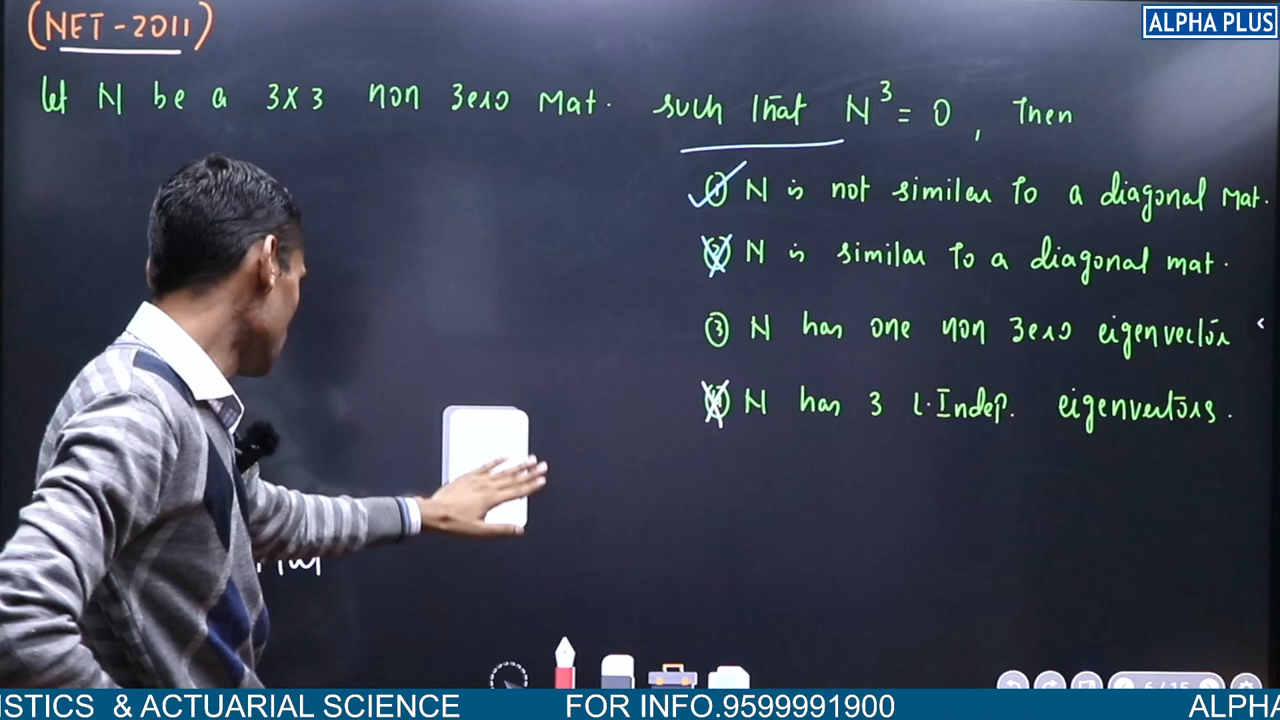 (NET-2011)
ALPHA PLUS
let N be a 3x3 non zero Mat. such that N³ = 0, Then
① N is not similar to a diagonal Mat.
② N is similar to a diagonal mat.
③ N has one non zero eigenvector
④ N has 3 L.Indep. eigenvectors.
6/15
ISTICS & ACTUARIAL SCIENCE FOR INFO.9599991900 ALPHA